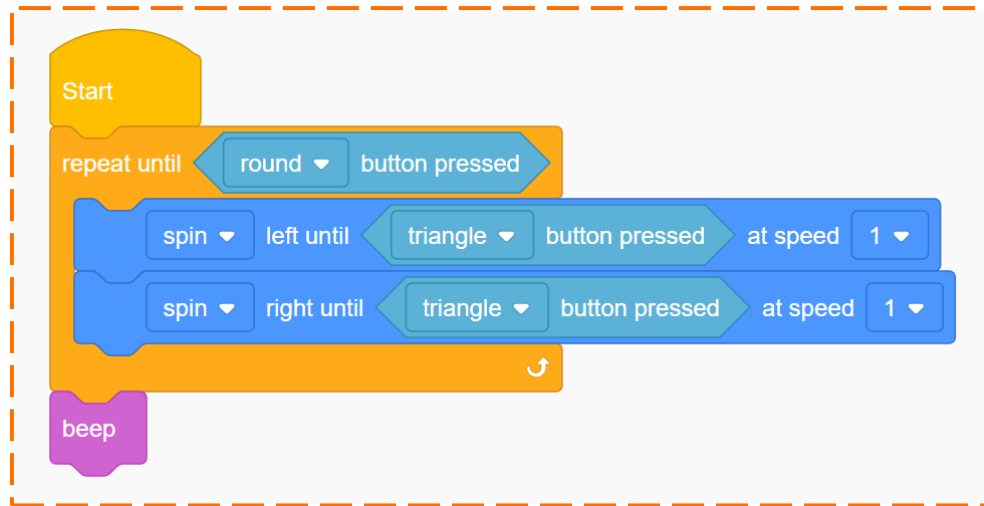 Start
repeat until round button pressed
spin left until triangle button pressed at speed 1
spin right until triangle button pressed at speed 1
beep